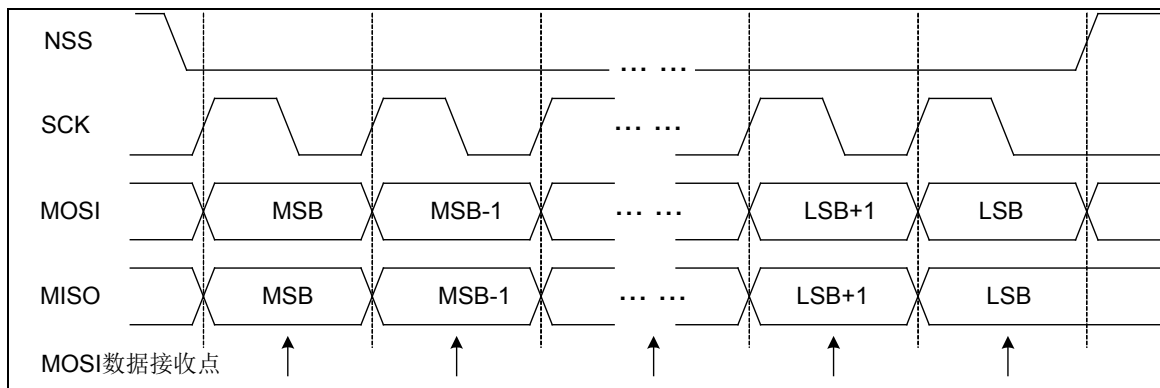 NSS
... ...
SCK
... ...
MOSI MSB MSB-1 ... ... LSB+1 LSB
MISO MSB MSB-1 ... ... LSB+1 LSB
MOSI数据接收点